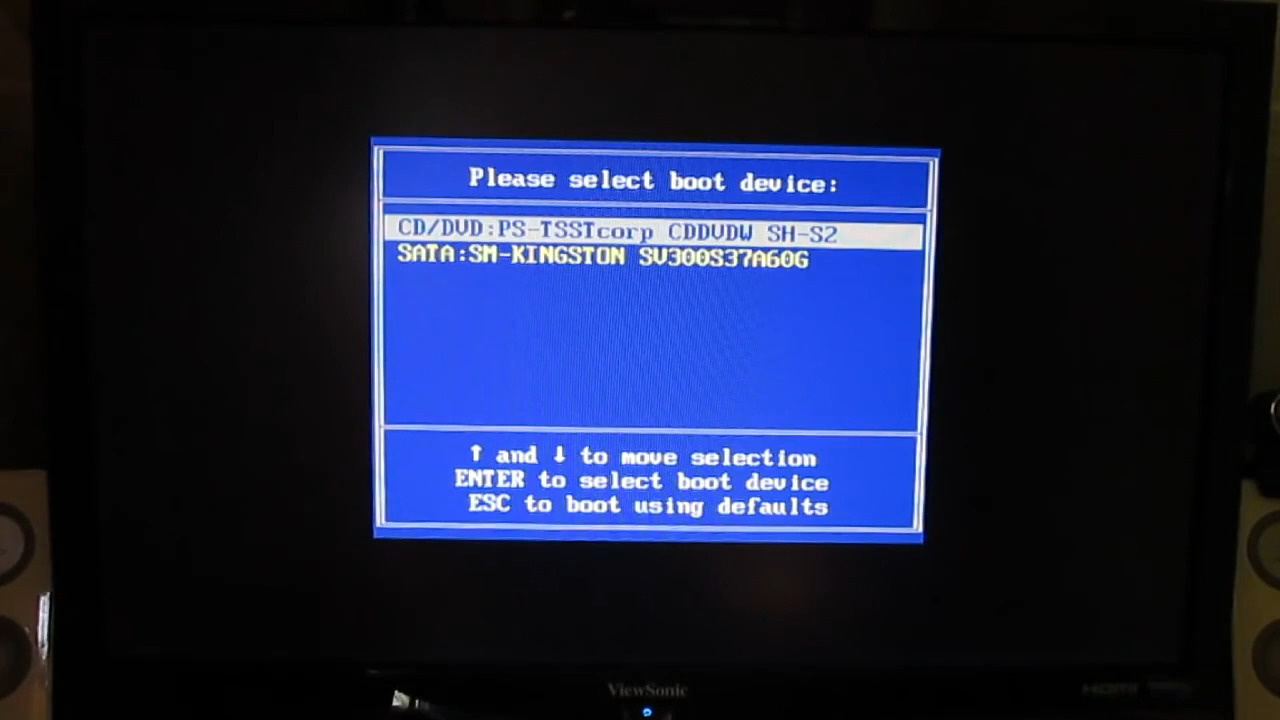 Please select boot device:
CD/DVD:PS-TSSTcorp CDDVDW SH-S2
SATA:SM-KINGSTON SV300S37A60G
↑ and ↓ to move selection
ENTER to select boot device
ESC to boot using defaults
ViewSonic
HDMI